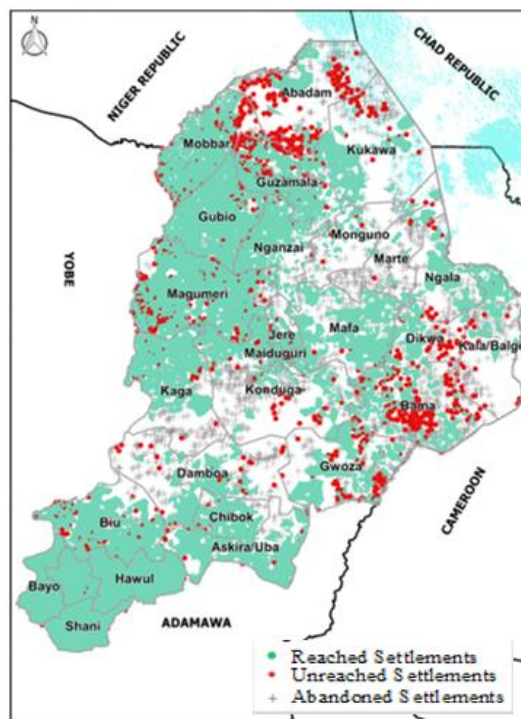 N
NIGER REPUBLIC
CHAD REPUBLIC
Abadam
Mobbar
Kukawa
Guzamala
Gubio
Monguno
Nganzai
Marte
YOBE
Ngala
Magumeri
Mafa
Jere
Dikwa
Kala/Balge
Maiduguri
Kaga
Konduga
Bama
Gwoza
Damboa
CAMEROON
Chibok
Biu
Askira/Uba
Hawul
Bayo
Shani
ADAMAWA
Reached Settlements
Unreached Settlements
Abandoned Settlements